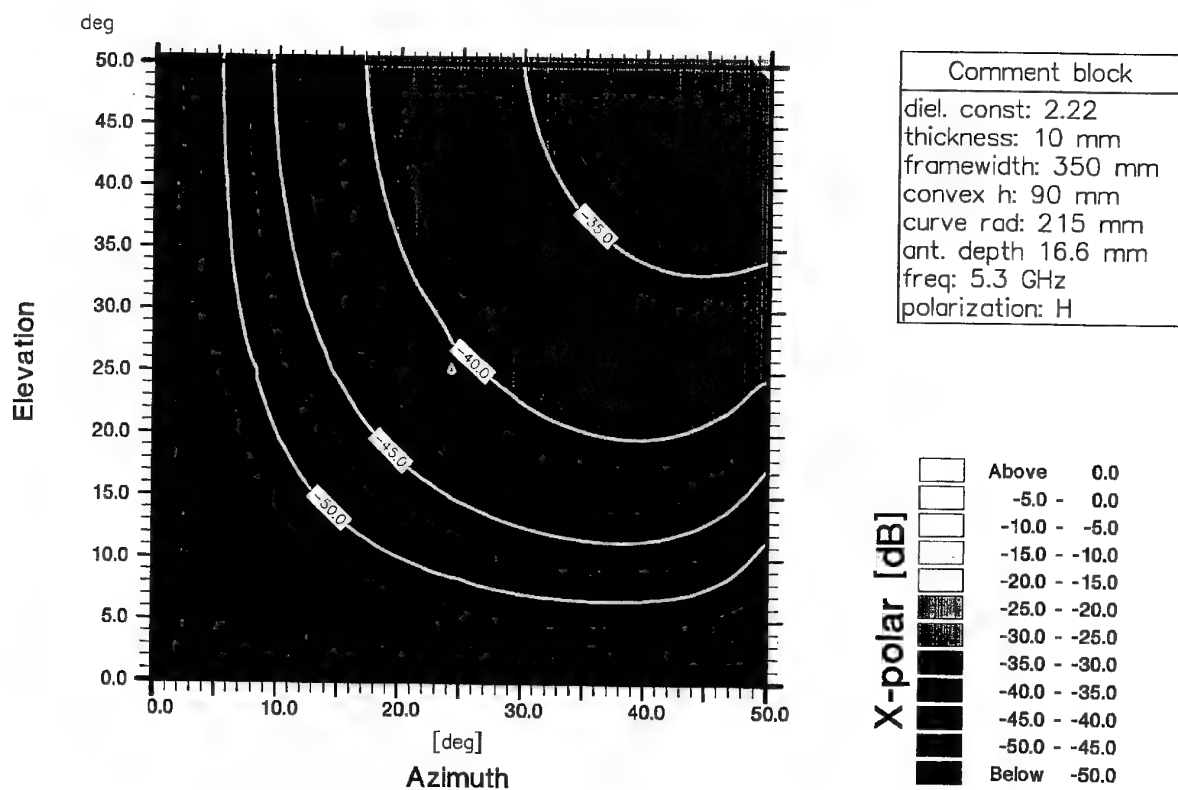 deg
50.0
45.0
40.0
35.0
30.0
25.0
20.0
15.0
10.0
5.0
0.0
Elevation
-35.0
-40.0
-45.0
-50.0
0.0 10.0 20.0 30.0 40.0 50.0
[deg]
Azimuth
Comment block
diel. const: 2.22
thickness: 10 mm
framewidth: 350 mm
convex h: 90 mm
curve rad: 215 mm
ant. depth 16.6 mm
freq: 5.3 GHz
polarization: H
X-polar [dB]
Above 0.0
-5.0 - 0.0
-10.0 - -5.0
-15.0 - -10.0
-20.0 - -15.0
-25.0 - -20.0
-30.0 - -25.0
-35.0 - -30.0
-40.0 - -35.0
-45.0 - -40.0
-50.0 - -45.0
Below -50.0